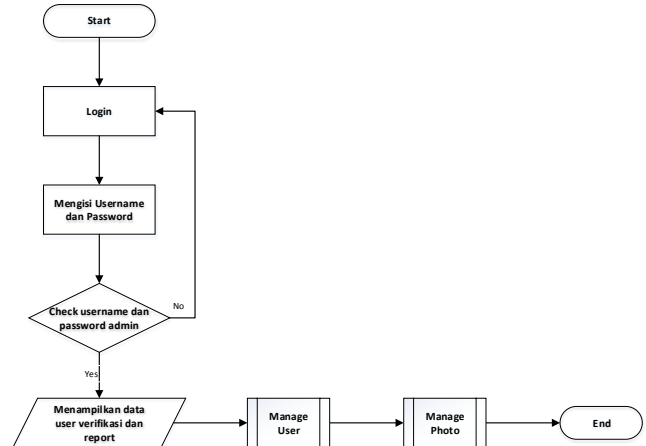 Start
Login
Mengisi Username
dan Password
Check username dan
password admin
No
Yes
Menampilkan data
user verifikasi dan
report
Manage
User
Manage
Photo
End